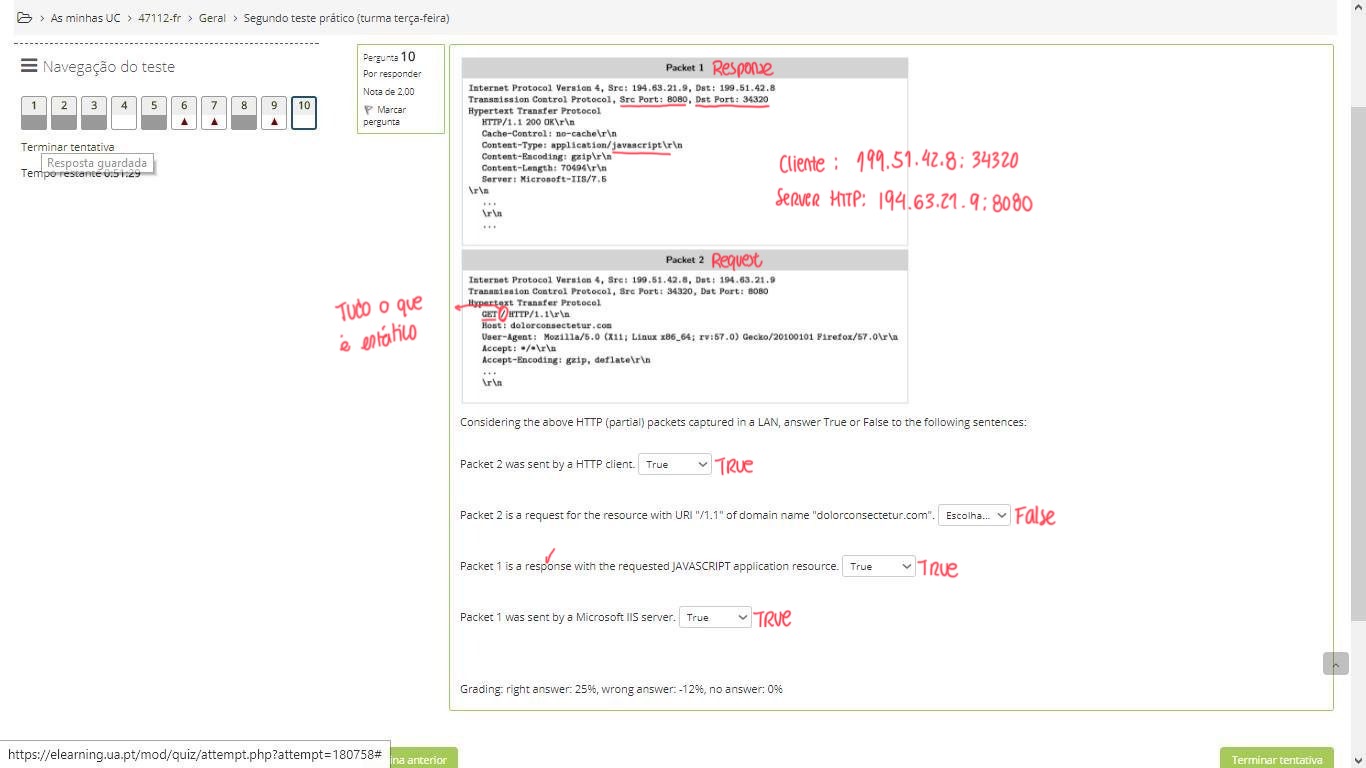 As minhas UC > 47112-fr > Geral > Segundo teste prático (turma terça-feira)
Navegação do teste
1 2 3 4 5 6 7 8 9 10
Terminar tentativa
Resposta guardada
Tempo restante 0:51:29
Pergunta 10
Por responder
Nota de 2,00
Marcar
pergunta
Packet 1 Response
Internet Protocol Version 4, Src: 194.63.21.9, Dst: 199.51.42.8
Transmission Control Protocol, Src Port: 8080, Dst Port: 34320
Hypertext Transfer Protocol
HTTP/1.1 200 OK\r\n
Cache-Control: no-cache\r\n
Content-Type: application/javascript\r\n
Content-Encoding: gzip\r\n
Content-Length: 70494\r\n
Server: Microsoft-IIS/7.5
\r\n
...
\r\n
...
Cliente : 199.51.42.8: 34320
Server HTTP: 194.63.21.9:8080
Packet 2 Request
Internet Protocol Version 4, Src: 199.51.42.8, Dst: 194.63.21.9
Transmission Control Protocol, Src Port: 34320, Dst Port: 8080
Hypertext Transfer Protocol
GET / HTTP/1.1\r\n
Host: dolorconsectetur.com
User-Agent: Mozilla/5.0 (X11; Linux x86_64; rv:57.0) Gecko/20100101 Firefox/57.0\r\n
Accept: */*\r\n
Accept-Encoding: gzip, deflate\r\n
...
\r\n
Tudo o que
é estático
Considering the above HTTP (partial) packets captured in a LAN, answer True or False to the following sentences:
Packet 2 was sent by a HTTP client. True TRUE
Packet 2 is a request for the resource with URI "/1.1" of domain name "dolorconsectetur.com". Escolha... False
Packet 1 is a response with the requested JAVASCRIPT application resource. True TRUE
Packet 1 was sent by a Microsoft IIS server. True TRUE
Grading: right answer: 25%, wrong answer: -12%, no answer: 0%
https://elearning.ua.pt/mod/quiz/attempt.php?attempt=180758#
ina anterior
Terminar tentativa